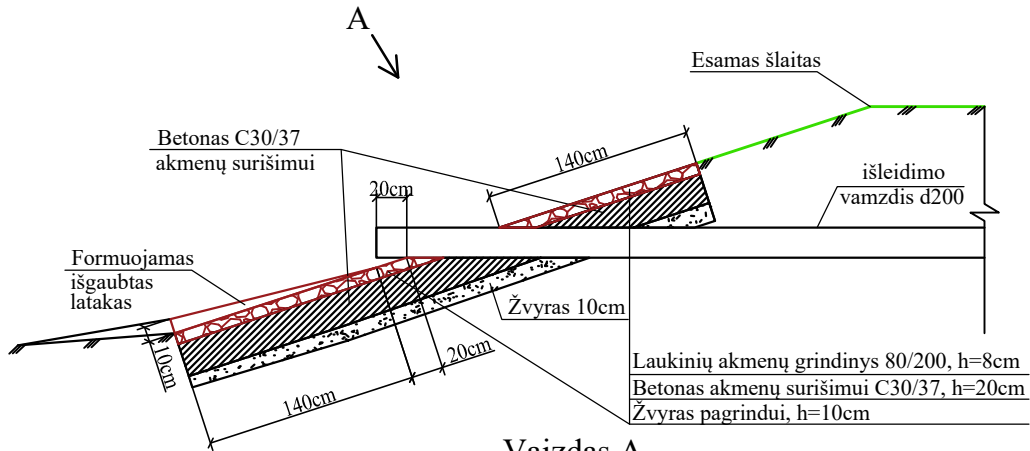 A
Esamas šlaitas
Betonas C30/37
akmenų surišimui
140cm
20cm
išleidimo
vamzdis d200
Formuojamas
išgaubtas
latakas
Žvyras 10cm
10cm
20cm
140cm
Laukinių akmenų grindinys 80/200, h=8cm
Betonas akmenų surišimui C30/37, h=20cm
Žvyras pagrindui, h=10cm
Vaizdas A